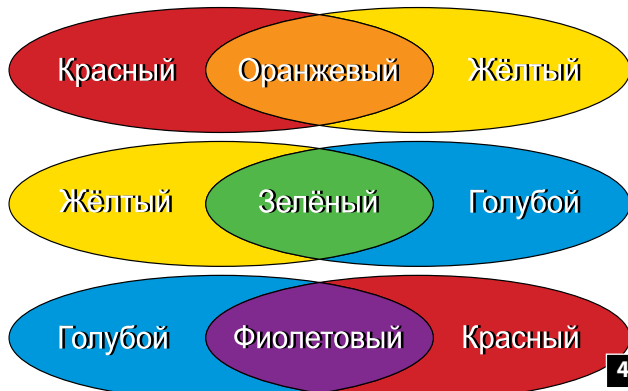 Красный Оранжевый Жёлтый
Жёлтый Зелёный Голубой
Голубой Фиолетовый Красный
4